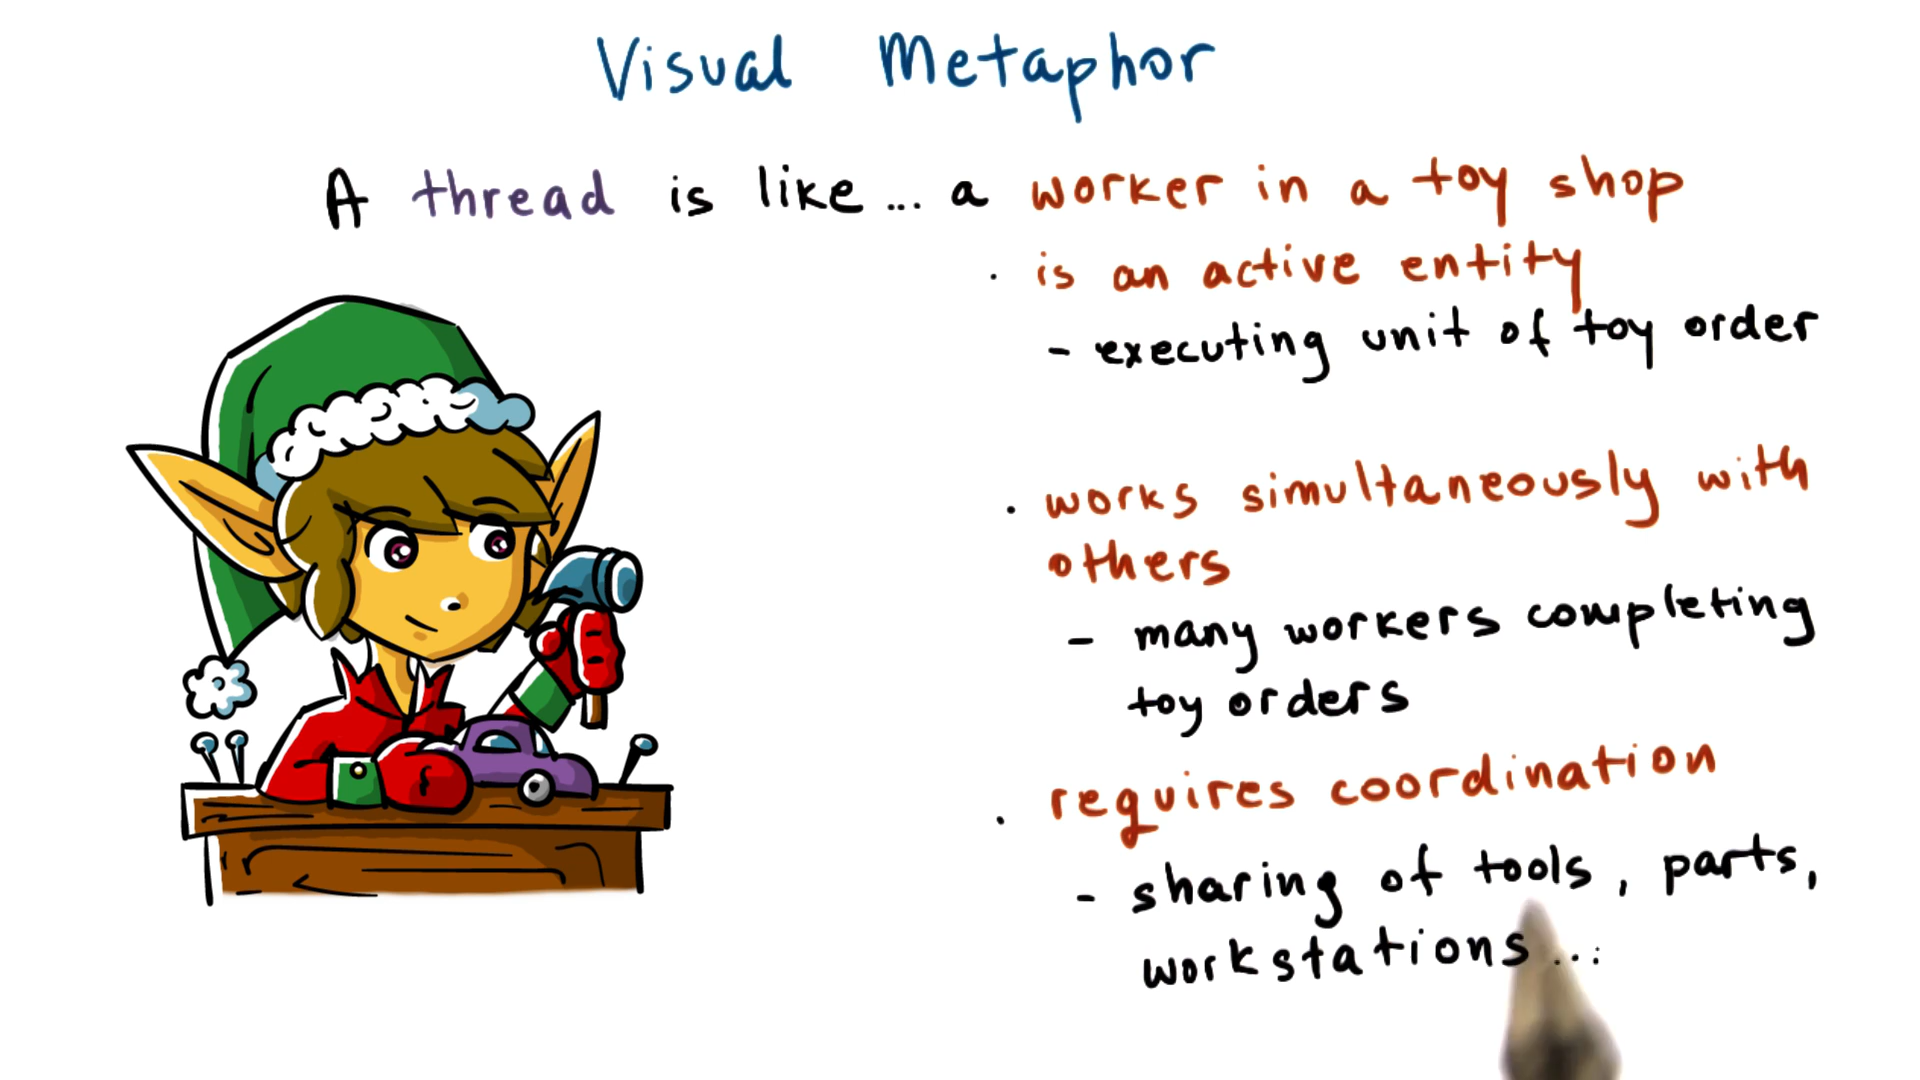 Visual Metaphor
A thread is like... a worker in a toy shop
· is an active entity
- executing unit of toy order
· works simultaneously with
others
- many workers completing
toy orders
· requires coordination
- sharing of tools, parts,
workstations...